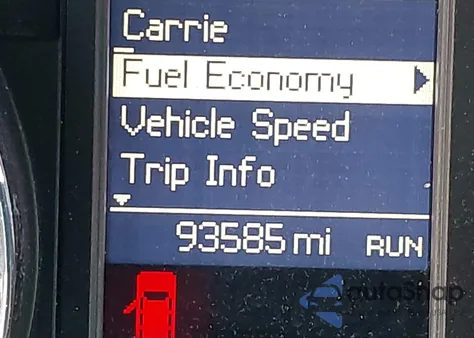 Carrie
Fuel Economy
Vehicle Speed
Trip Info
93585 mi RUN